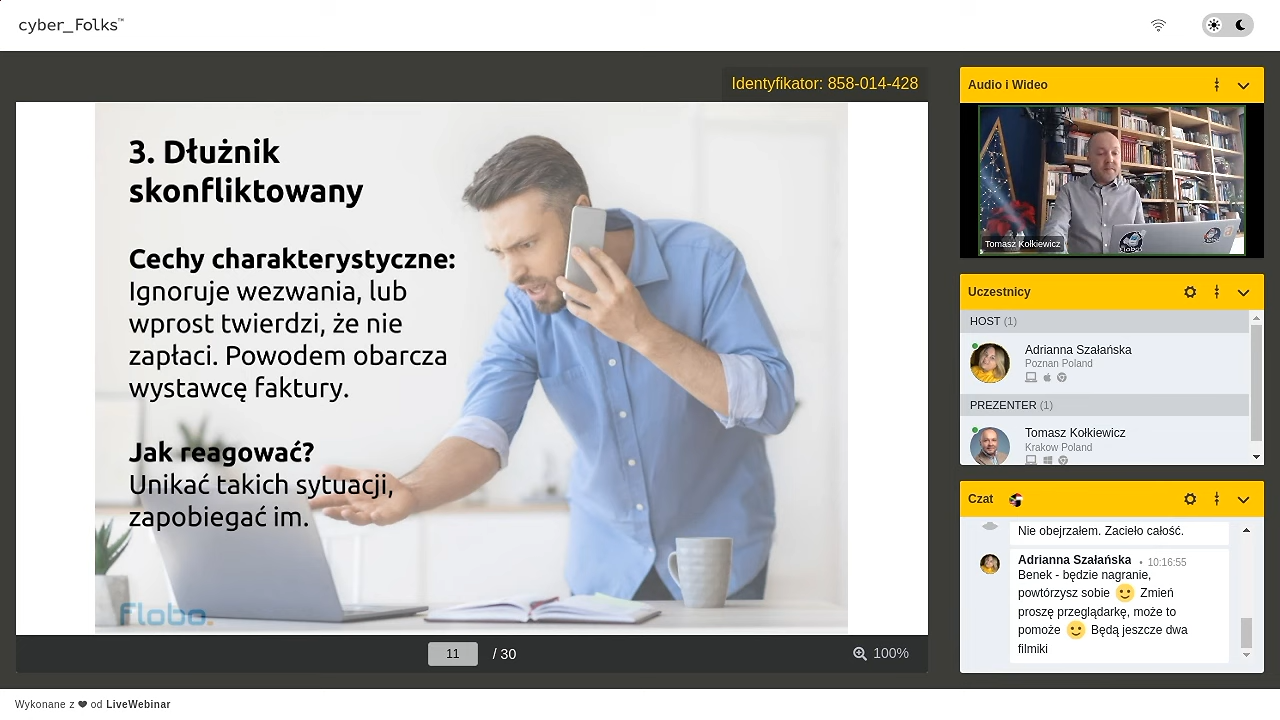 cyber_Folks™
Identyfikator: 858-014-428
3. Dłużnik
skonfliktowany
Cechy charakterystyczne:
Ignoruje wezwania, lub
wprost twierdzi, że nie
zapłaci. Powodem obarcza
wystawcę faktury.
Jak reagować?
Unikać takich sytuacji,
zapobiegać im.
flobo.
11 / 30
100%
Audio i Wideo
Tomasz Kołkiewicz
flobo
Uczestnicy
HOST (1)
Adrianna Szałańska
Poznan Poland
PREZENTER (1)
Tomasz Kołkiewicz
Krakow Poland
Czat
Nie obejrzałem. Zacieło całość.
Adrianna Szałańska • 10:16:55
Benek - będzie nagranie,
powtórzysz sobie 🙂 Zmień
proszę przeglądarkę, może to
pomoże 🙂 Będą jeszcze dwa
filmiki
Wykonane z ❤ od LiveWebinar